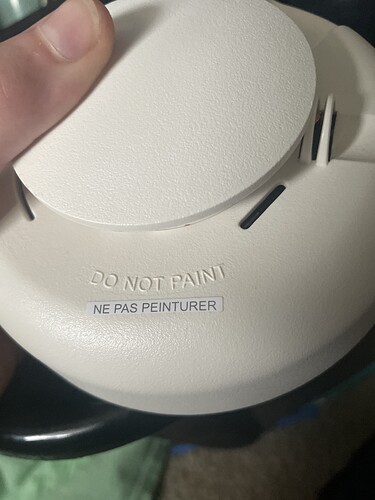 DO NOT PAINT
NE PAS PEINTURER